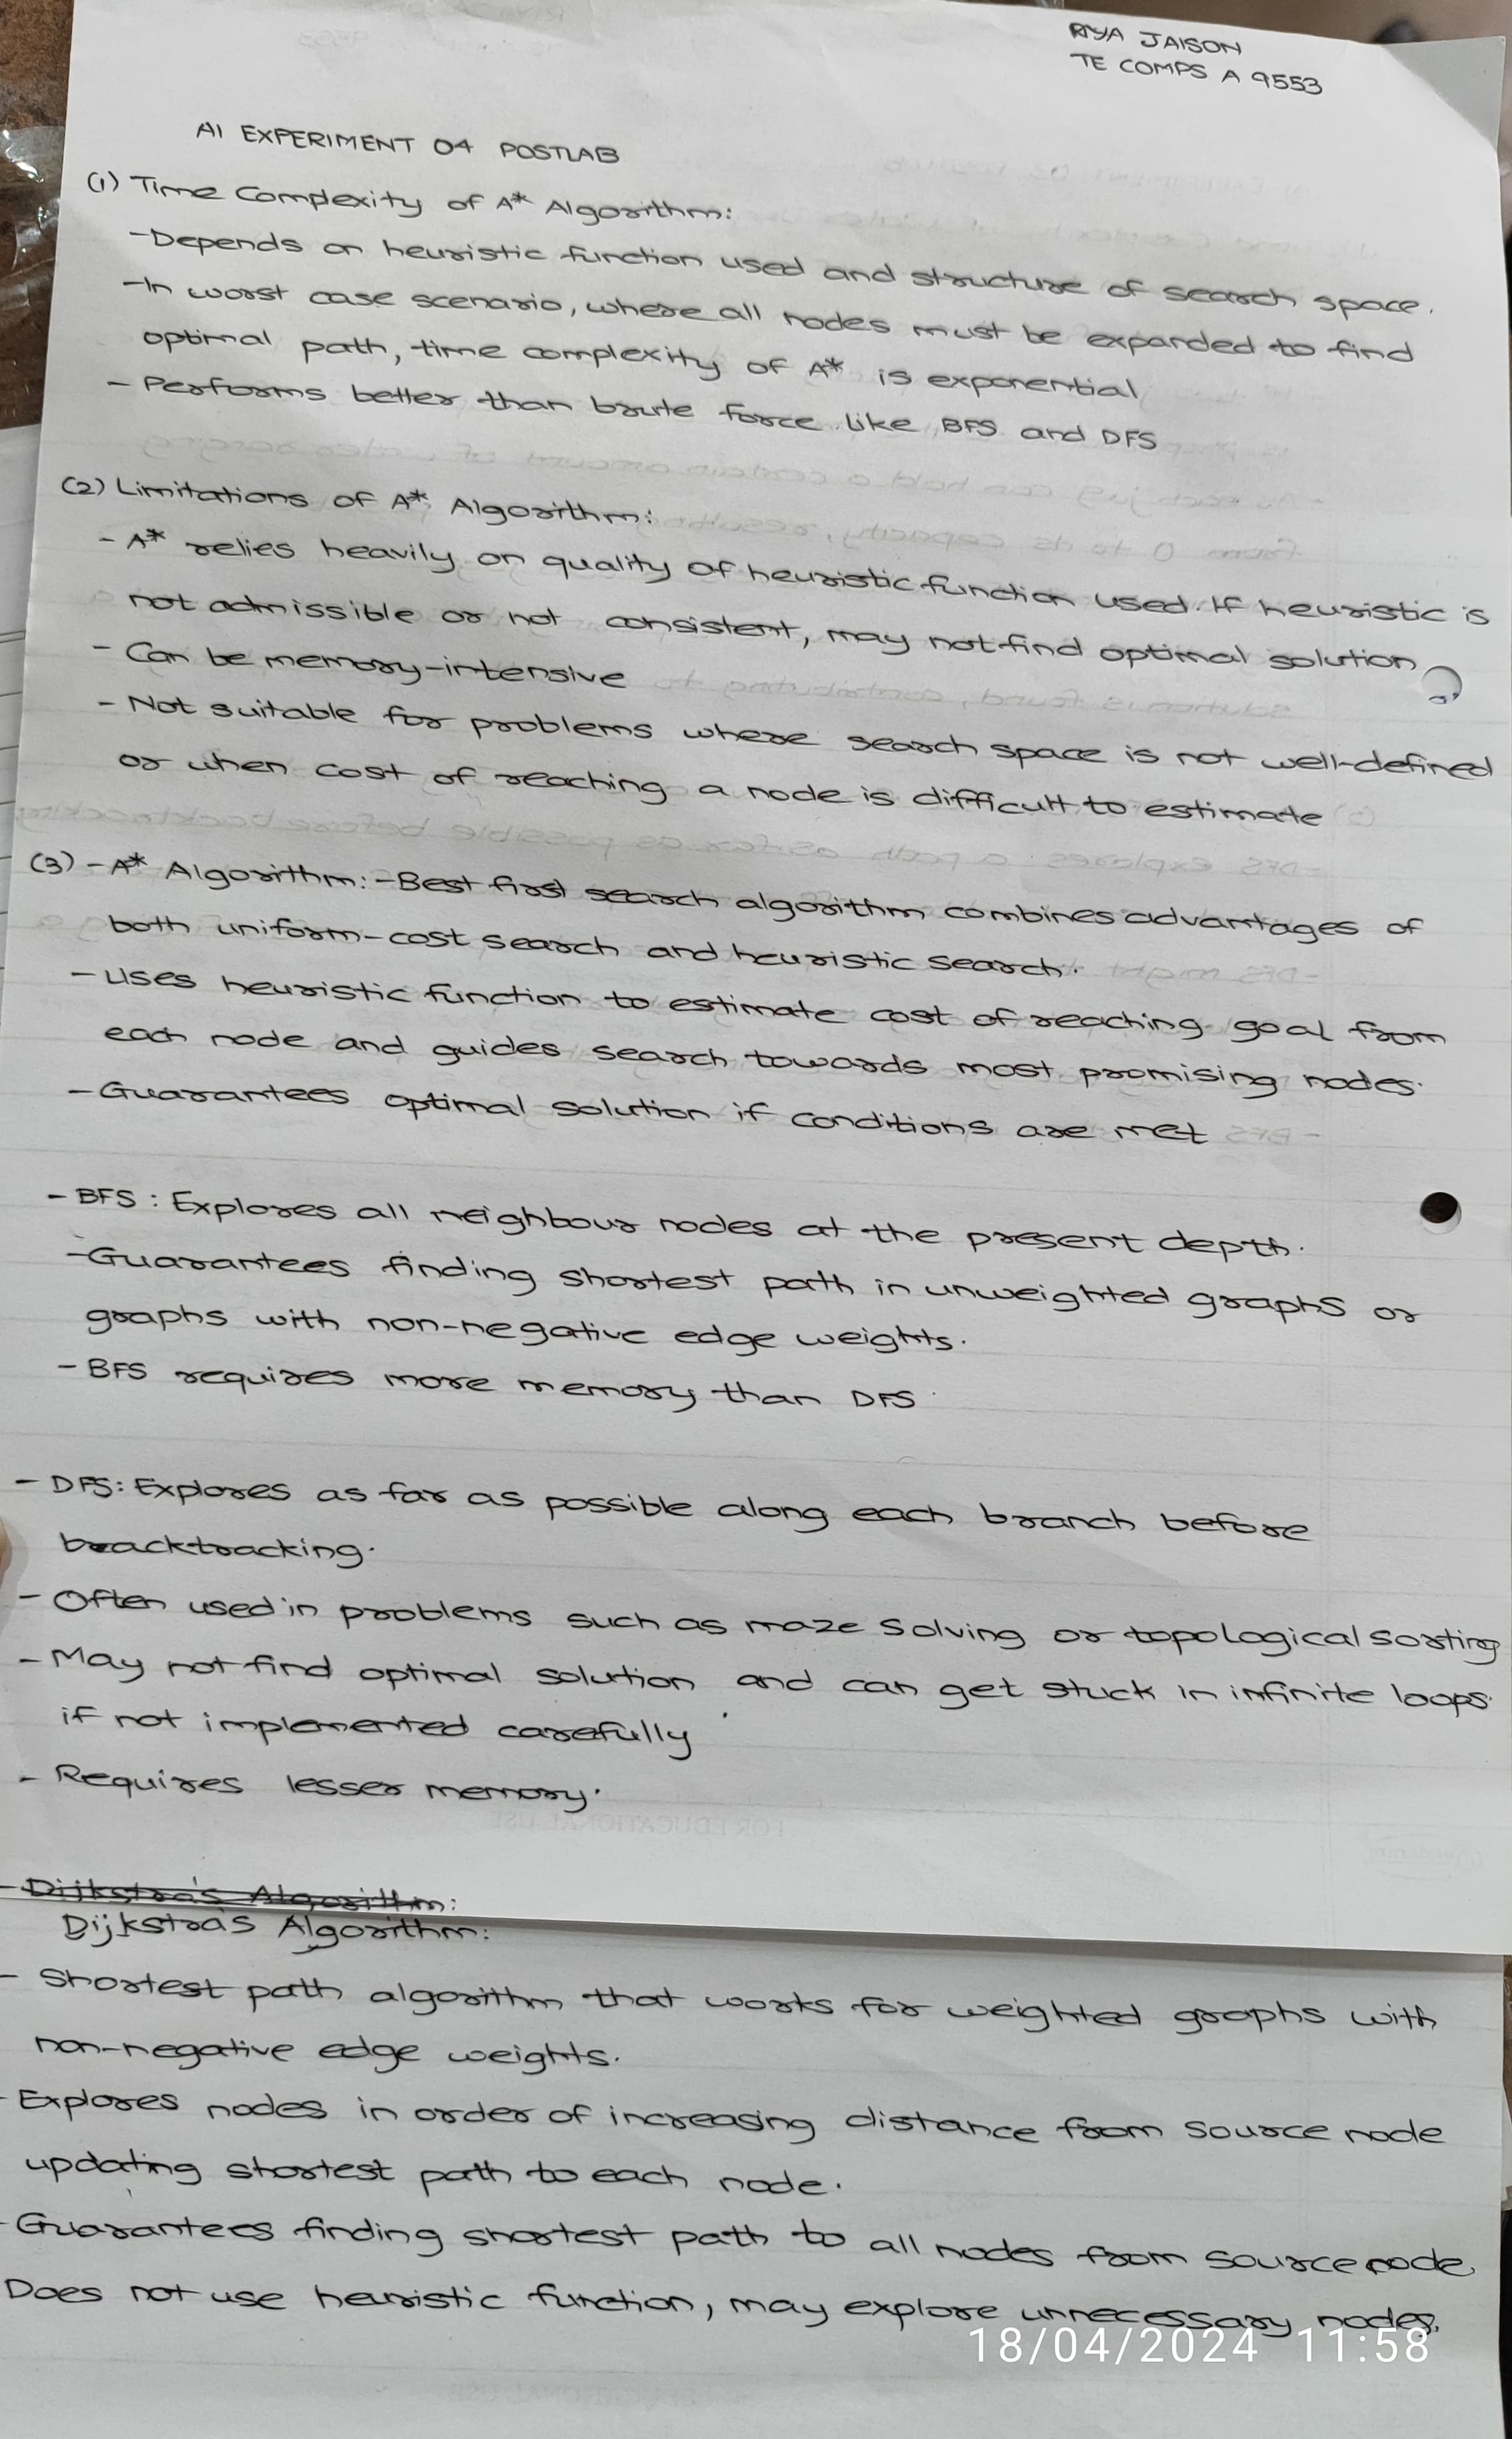 RIYA JAISON
TE COMPS A 9553
AI EXPERIMENT 04 POSTLAB
(1) Time Complexity of A* Algorithm:
-Depends on heuristic function used and structure of search space.
-In worst case scenario, where all nodes must be expanded to find
optimal path, time complexity of A* is exponential
- Performs better than brute force like BFS and DFS
(2) Limitations of A* Algorithm:
- A* relies heavily on quality of heuristic function used. If heuristic is
not admissible or not consistent, may not find optimal solution
- Can be memory-intensive
- Not suitable for problems where search space is not well-defined
or when cost of reaching a node is difficult to estimate
(3) - A* Algorithm: -Best first search algorithm combines advantages of
both uniform-cost search and heuristic search.
- Uses heuristic function to estimate cost of reaching goal from
each node and guides search towards most promising nodes.
- Guarantees optimal solution if conditions are met
- BFS : Explores all neighbour nodes at the present depth.
-Guarantees finding shortest path in unweighted graphs or
graphs with non-negative edge weights.
- BFS requires more memory than DFS
- DFS: Explores as far as possible along each branch before
backtracking.
- Often used in problems such as maze solving or topological sorting
- May not find optimal solution and can get stuck in infinite loops
if not implemented carefully
- Requires lesser memory.
- Dijkstra's Algorithm:
Dijkstra's Algorithm:
- Shortest path algorithm that works for weighted graphs with
non-negative edge weights.
- Explores nodes in order of increasing distance from source node
updating shortest path to each node.
- Guarantees finding shortest path to all nodes from source node.
Does not use heuristic function, may explore unnecessary nodes.
18/04/2024 11:58